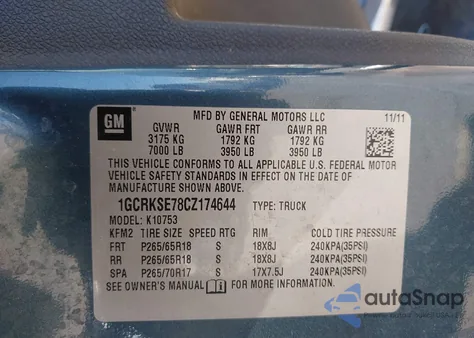 MFD BY GENERAL MOTORS LLC
11/11
GM
GVWR GAWR FRT GAWR RR
3175 KG 1792 KG 1792 KG
7000 LB 3950 LB 3950 LB
THIS VEHICLE CONFORMS TO ALL APPLICABLE U.S. FEDERAL MOTOR
VEHICLE SAFETY STANDARDS IN EFFECT ON THE DATE OF
MANUFACTURE SHOWN ABOVE.
1GCRKSE78CZ174644 TYPE: TRUCK
MODEL: K10753
KFM2 TIRE SIZE SPEED RTG RIM COLD TIRE PRESSURE
FRT P265/65R18 S 18X8J 240KPA(35PSI)
RR P265/65R18 S 18X8J 240KPA(35PSI)
SPA P265/70R17 S 17X7.5J 240KPA(35PSI)
SEE OWNER'S MANUAL FOR MORE INFORMATION.
autoSnap